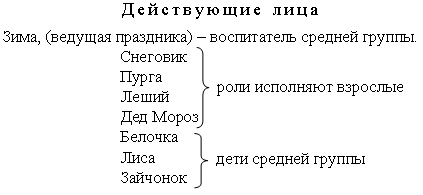 Действующие лица
Зима, (ведущая праздника) – воспитатель средней группы.
Снеговик
Пурга
Леший
Дед Мороз
роли исполняют взрослые
Белочка
Лиса
Зайчонок
дети средней группы